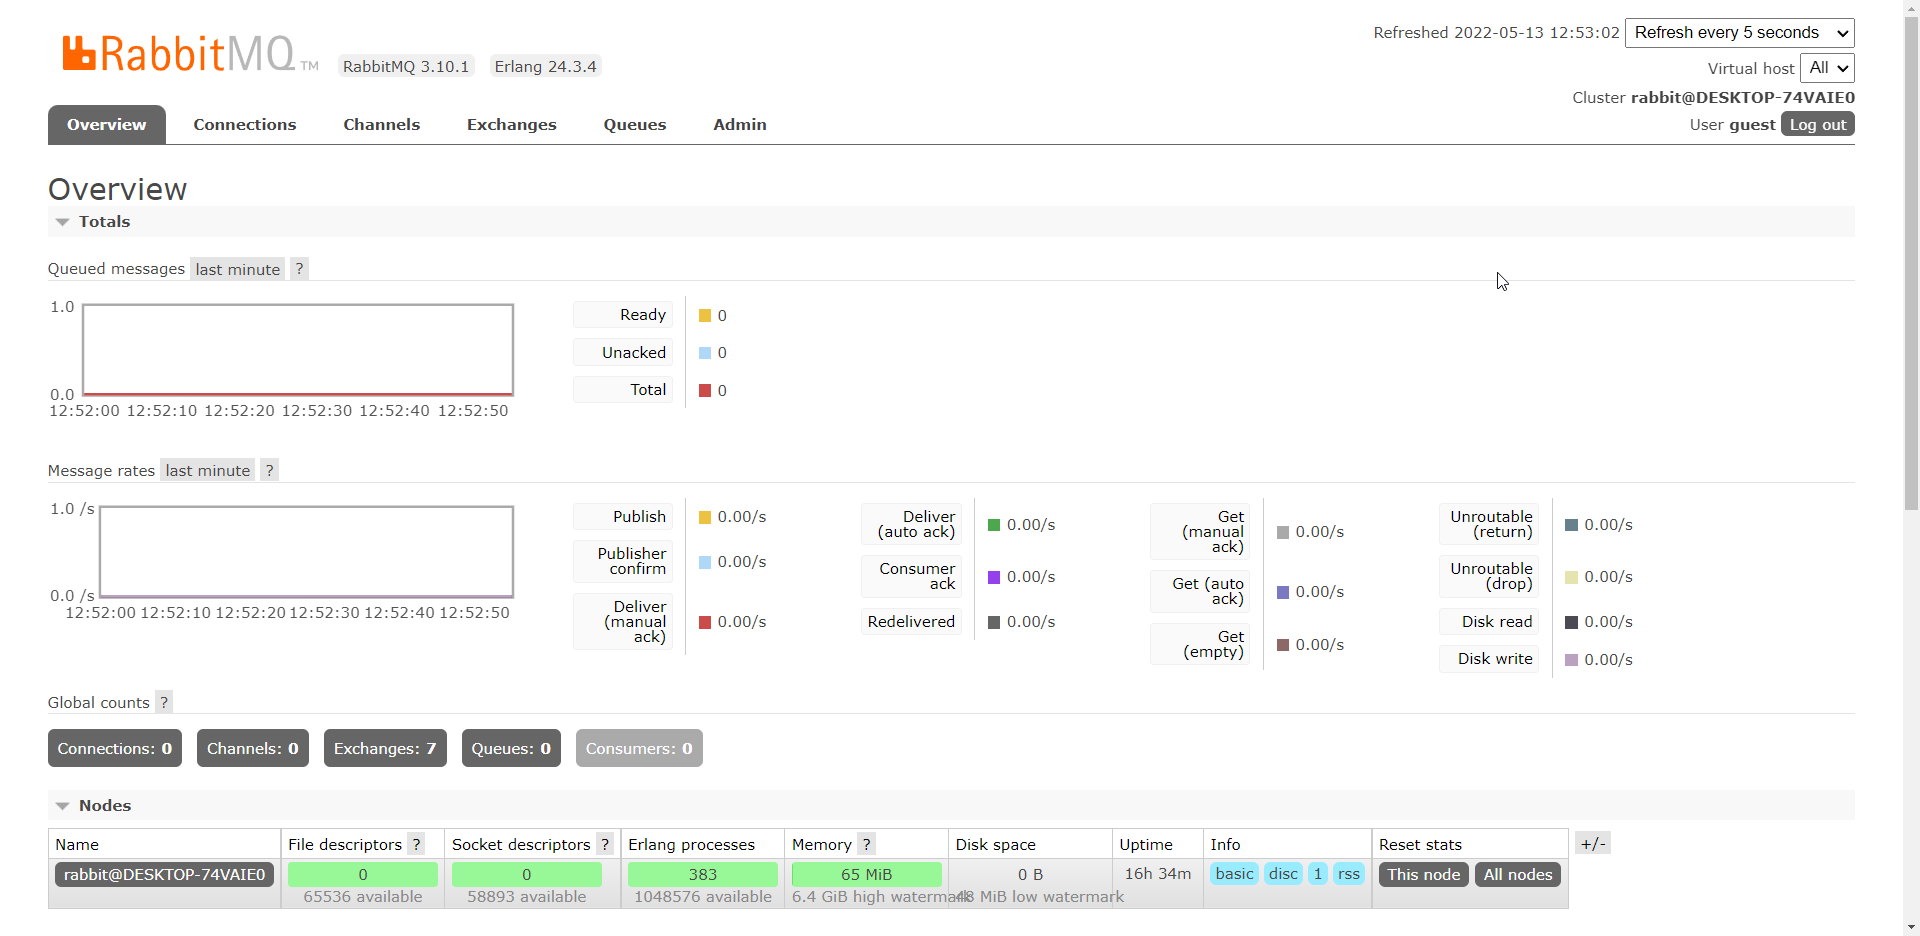 RabbitMQ TM
RabbitMQ 3.10.1
Erlang 24.3.4
Refreshed 2022-05-13 12:53:02 Refresh every 5 seconds
Virtual host All
Cluster rabbit@DESKTOP-74VAIE0
User guest Log out
Overview Connections Channels Exchanges Queues Admin
Overview
Totals
Queued messages last minute ?
1.0
0.0
12:52:00 12:52:10 12:52:20 12:52:30 12:52:40 12:52:50
Ready 0
Unacked 0
Total 0
Message rates last minute ?
1.0 /s
0.0 /s
12:52:00 12:52:10 12:52:20 12:52:30 12:52:40 12:52:50
Publish 0.00/s
Publisher
confirm 0.00/s
Deliver
(manual
ack) 0.00/s
Deliver
(auto ack) 0.00/s
Consumer
ack 0.00/s
Redelivered 0.00/s
Get
(manual
ack) 0.00/s
Get (auto
ack) 0.00/s
Get
(empty) 0.00/s
Unroutable
(return) 0.00/s
Unroutable
(drop) 0.00/s
Disk read 0.00/s
Disk write 0.00/s
Global counts ?
Connections: 0 Channels: 0 Exchanges: 7 Queues: 0 Consumers: 0
Nodes
Name File descriptors ? Socket descriptors ? Erlang processes Memory ? Disk space Uptime Info Reset stats +/-
rabbit@DESKTOP-74VAIE0 0 0 383 65 MiB 0 B 16h 34m basic disc 1 rss This node All nodes
65536 available 58893 available 1048576 available 6.4 GiB high watermark 48 MiB low watermark